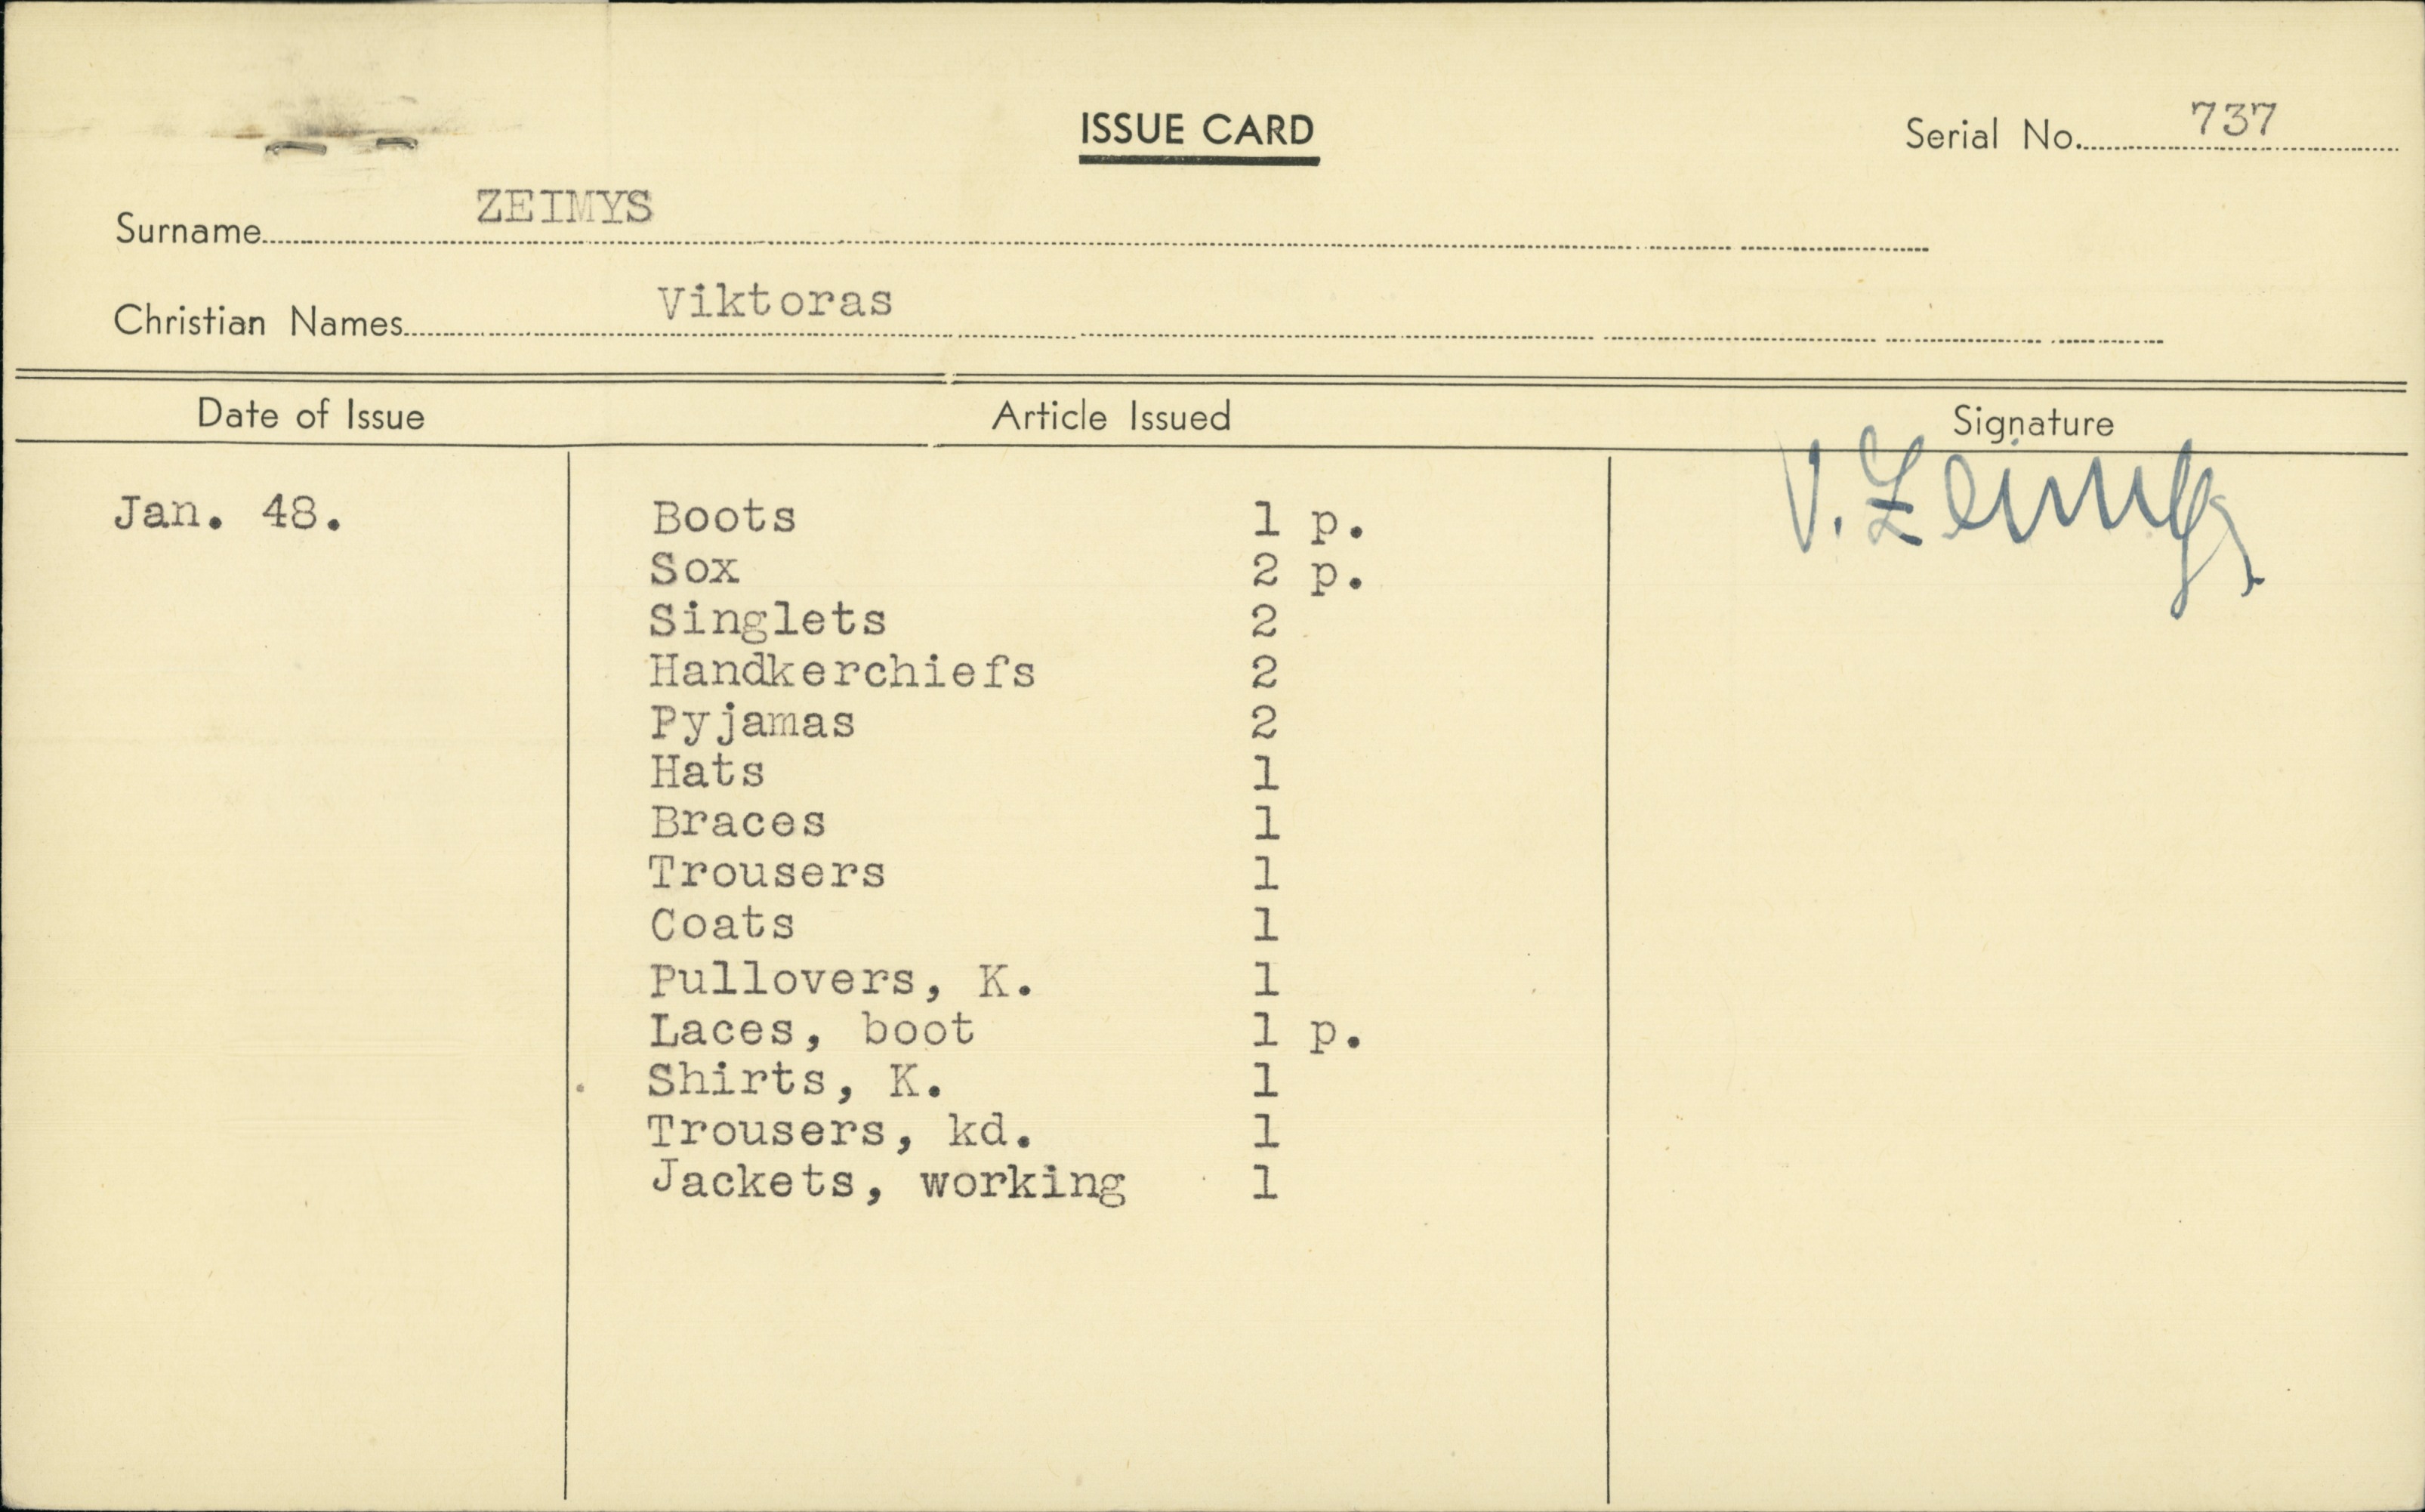 ISSUE CARD
Serial No. 737
Surname ZEIMYS
Christian Names Viktoras
Date of Issue Article Issued Signature
Jan. 48. Boots 1 p. V. Zeimys
Sox 2 p.
Singlets 2
Handkerchiefs 2
Pyjamas 2
Hats 1
Braces 1
Trousers 1
Coats 1
Pullovers, K. 1
Laces, boot 1 p.
Shirts, K. 1
Trousers, kd. 1
Jackets, working 1